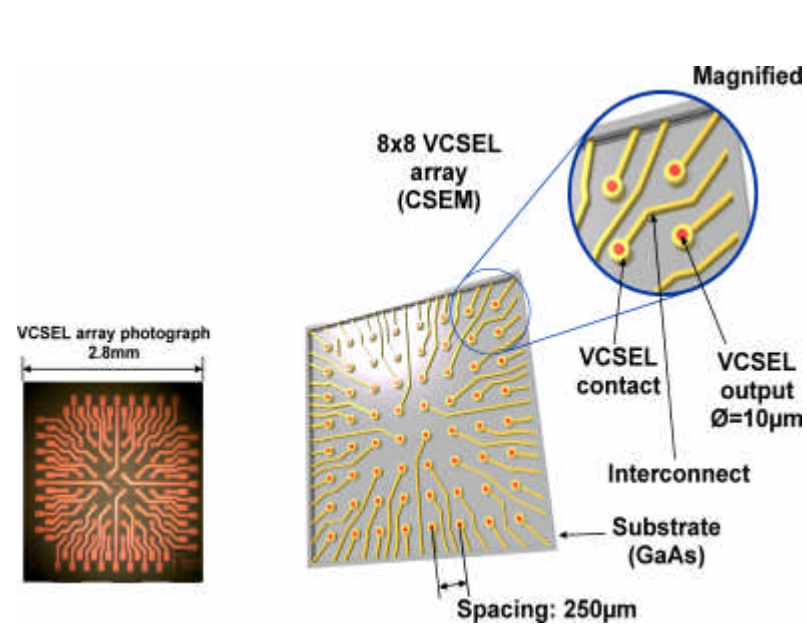 Magnified
8x8 VCSEL
array
(CSEM)
VCSEL array photograph
2.8mm
VCSEL
contact
VCSEL
output
Ø=10µm
Interconnect
Substrate
(GaAs)
Spacing: 250µm